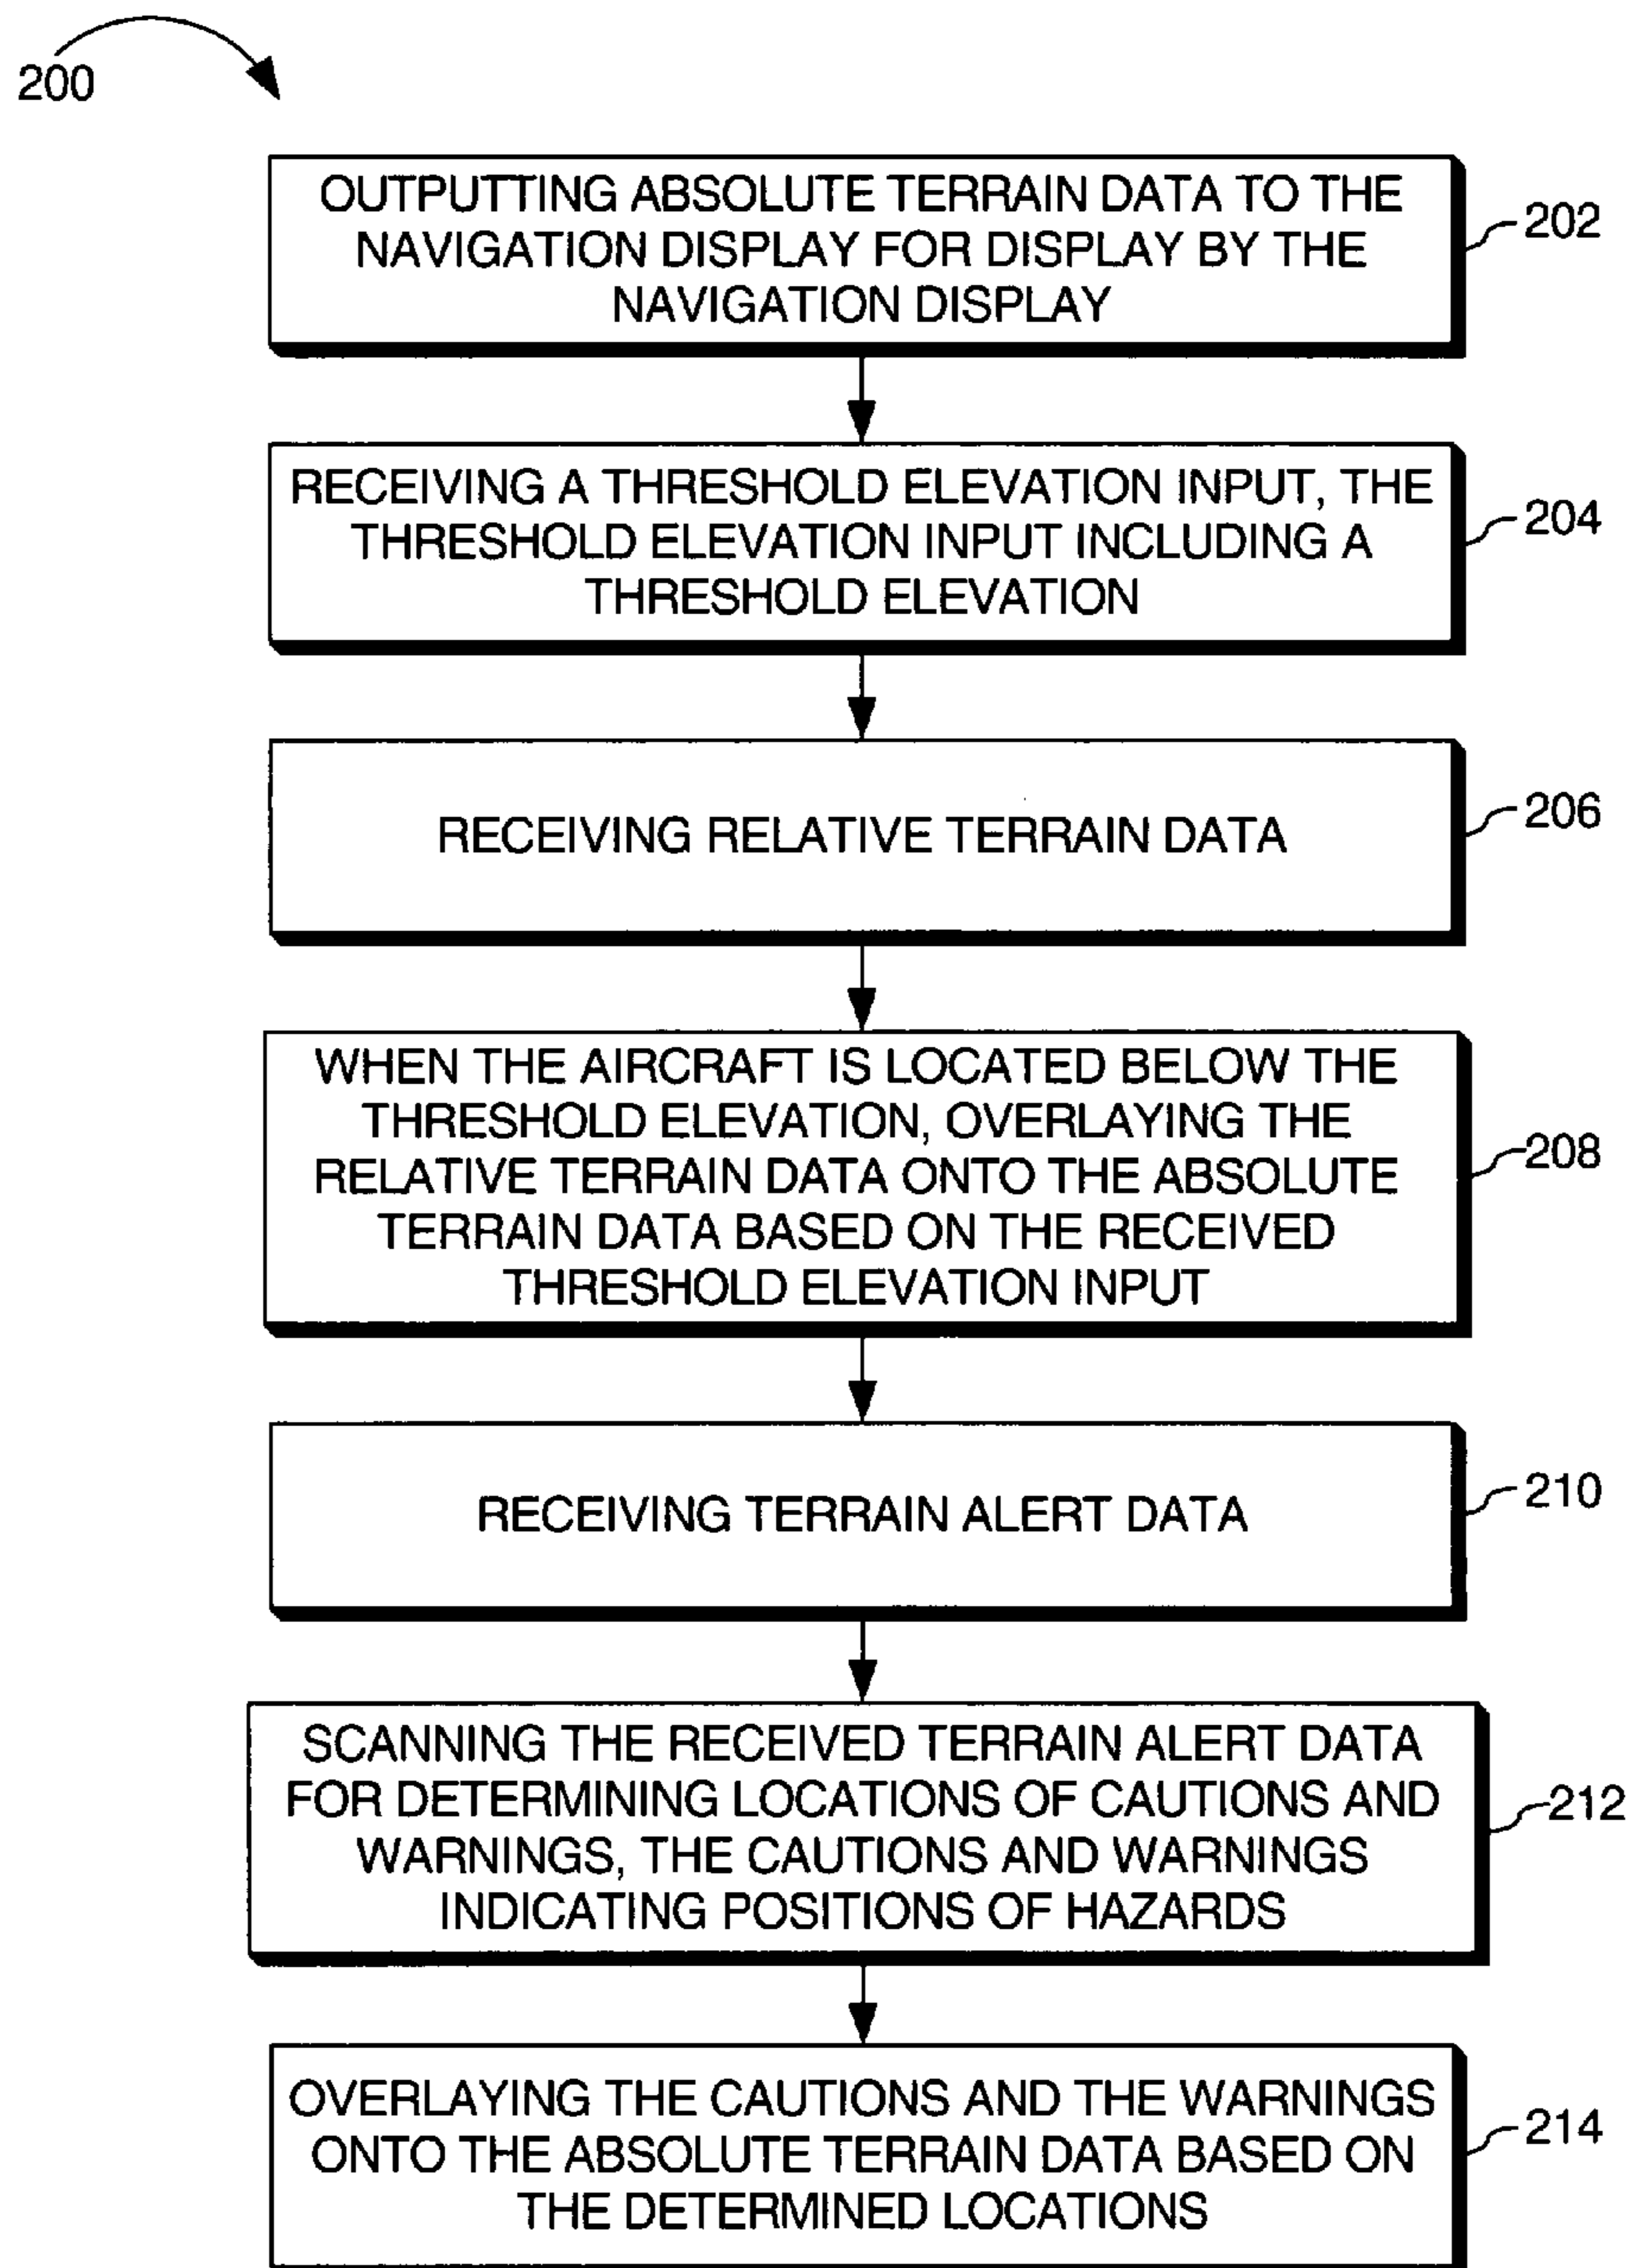 200
OUTPUTTING ABSOLUTE TERRAIN DATA TO THE
NAVIGATION DISPLAY FOR DISPLAY BY THE
NAVIGATION DISPLAY
202
RECEIVING A THRESHOLD ELEVATION INPUT, THE
THRESHOLD ELEVATION INPUT INCLUDING A
THRESHOLD ELEVATION
204
RECEIVING RELATIVE TERRAIN DATA
206
WHEN THE AIRCRAFT IS LOCATED BELOW THE
THRESHOLD ELEVATION, OVERLAYING THE
RELATIVE TERRAIN DATA ONTO THE ABSOLUTE
TERRAIN DATA BASED ON THE RECEIVED
THRESHOLD ELEVATION INPUT
208
RECEIVING TERRAIN ALERT DATA
210
SCANNING THE RECEIVED TERRAIN ALERT DATA
FOR DETERMINING LOCATIONS OF CAUTIONS AND
WARNINGS, THE CAUTIONS AND WARNINGS
INDICATING POSITIONS OF HAZARDS
212
OVERLAYING THE CAUTIONS AND THE WARNINGS
ONTO THE ABSOLUTE TERRAIN DATA BASED ON
THE DETERMINED LOCATIONS
214